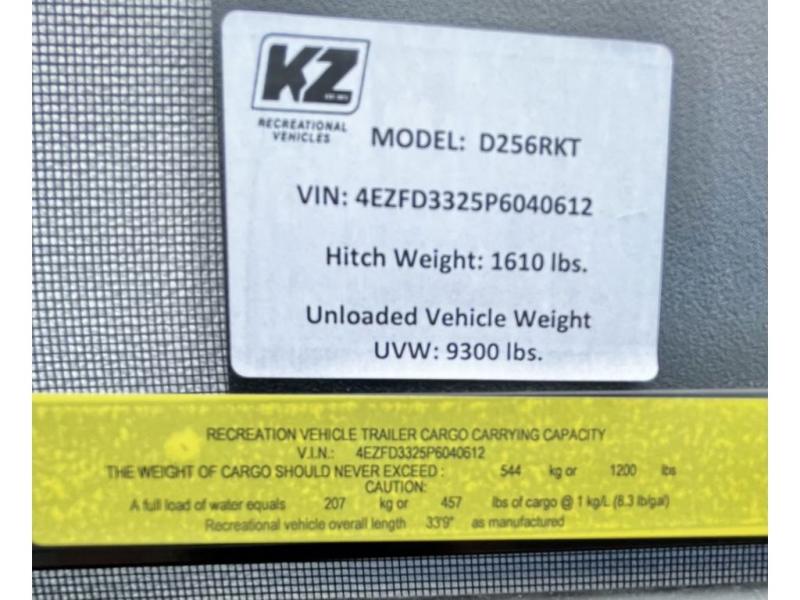 KZ
RECREATIONAL
VEHICLES
MODEL: D256RKT
VIN: 4EZFD3325P6040612
Hitch Weight: 1610 lbs.
Unloaded Vehicle Weight
UVW: 9300 lbs.
RECREATION VEHICLE TRAILER CARGO CARRYING CAPACITY
V.I.N.: 4EZFD3325P6040612
THE WEIGHT OF CARGO SHOULD NEVER EXCEED : 544 kg or 1200 lbs
CAUTION:
A full load of water equals 207 kg or 457 lbs of cargo @ 1 kg/L (8.3 lb/gal)
Recreational vehicle overall length 33'9" as manufactured